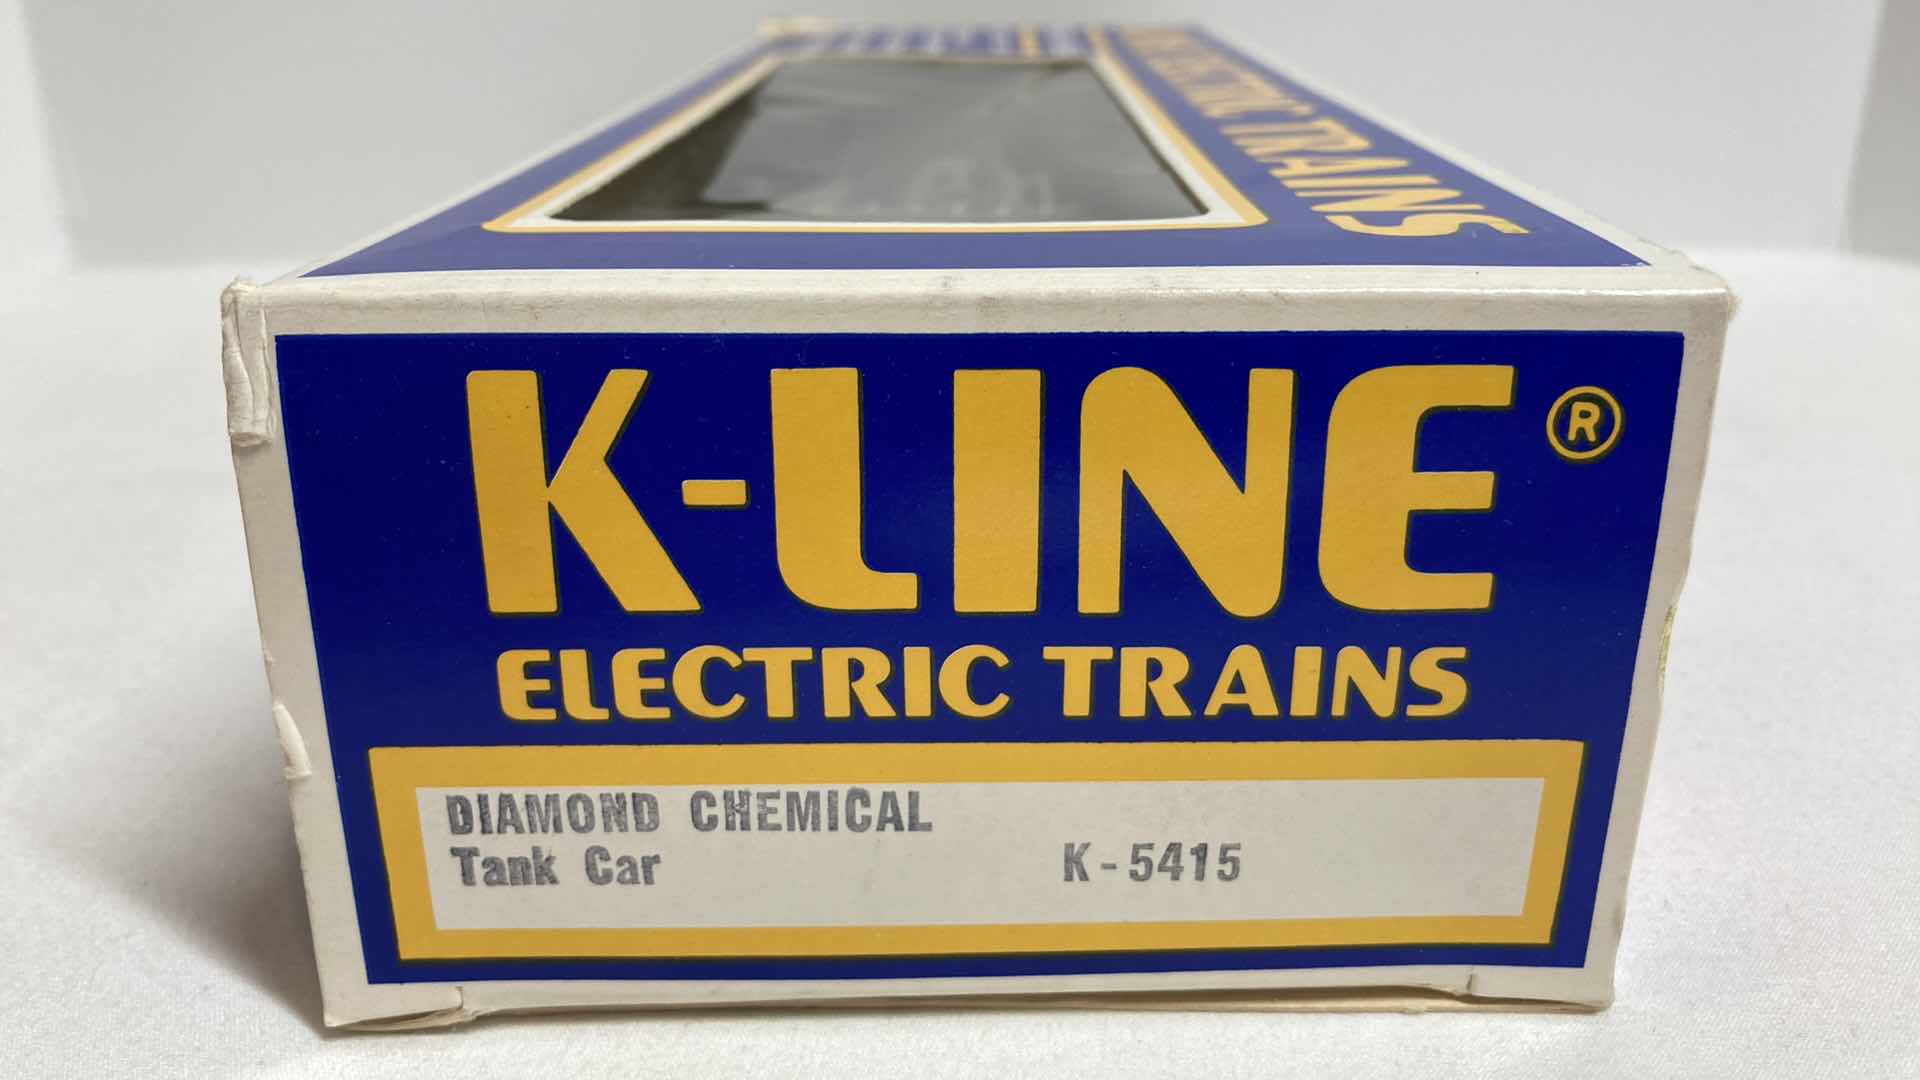 ELECTRIC TRAINS
K-LINE®
ELECTRIC TRAINS
DIAMOND CHEMICAL
Tank Car K-5415